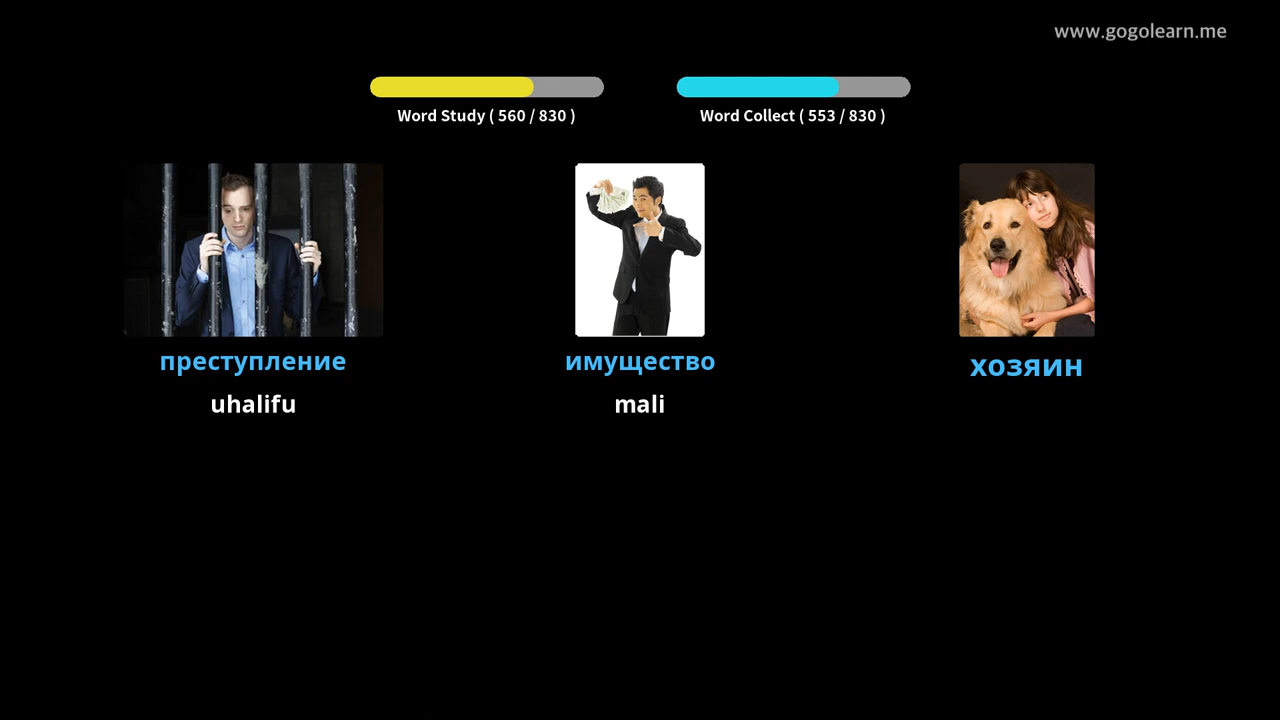 www.gogolearn.me
Word Study ( 560 / 830 )
Word Collect ( 553 / 830 )
преступление
имущество
хозяин
uhalifu
mali